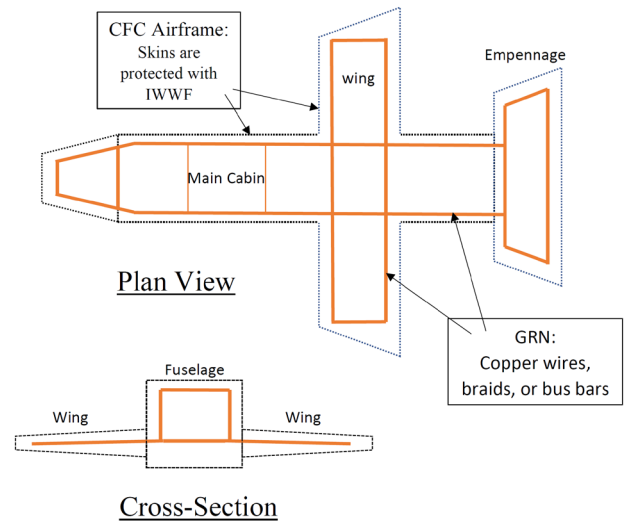 CFC Airframe:
Skins are
protected with
IWWF
wing
Empennage
Main Cabin
Plan View
GRN:
Copper wires,
braids, or bus bars
Fuselage
Wing
Wing
Cross-Section